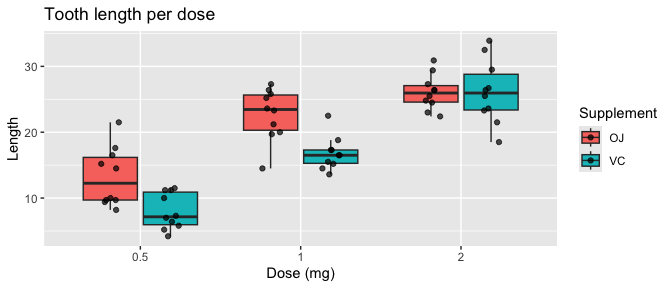 Tooth length per dose
30
20
10
Length
0.5
1
2
Dose (mg)
Supplement
OJ
VC